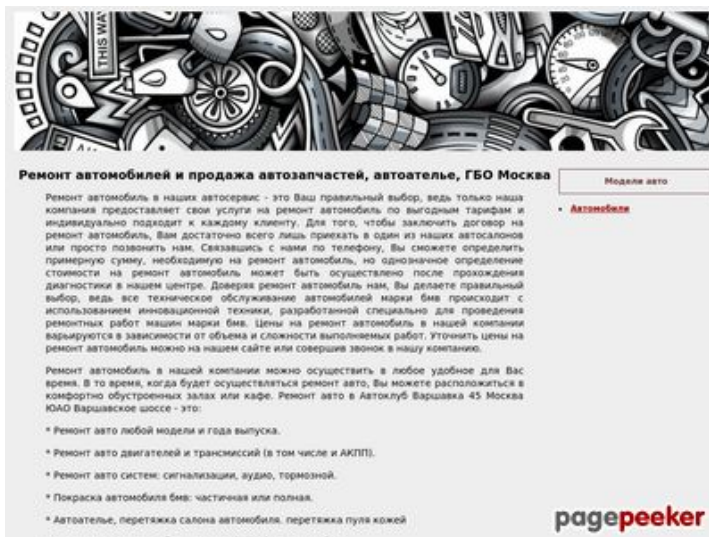 THIS WAY
Ремонт автомобилей и продажа автозапчастей, автоателье, ГБО Москва
Модели авто
Автомобили
Ремонт автомобиль в наших автосервис - это Ваш правильный выбор, ведь только наша
компания предоставляет свои услуги на ремонт автомобиль по выгодным тарифам и
индивидуально подходит к каждому клиенту. Для того, чтобы заключить договор на
ремонт автомобиль, Вам достаточно всего лишь приехать в один из наших автосалонов
или просто позвонить нам. Связавшись с нами по телефону, Вы сможете определить
примерную сумму, необходимую на ремонт автомобиль, но однозначное определение
стоимости на ремонт автомобиль может быть осуществлено после прохождения
диагностики в нашем центре. Доверяя ремонт автомобиль нам, Вы делаете правильный
выбор, ведь все техническое обслуживание автомобилей марки бмв происходит с
использованием инновационной техники, разработанной специально для проведения
ремонтных работ машин марки бмв. Цены на ремонт автомобиль в нашей компании
варьируются в зависимости от объема и сложности выполняемых работ. Уточнить цены на
ремонт автомобиль можно на нашем сайте или совершив звонок в нашу компанию.
Ремонт автомобиль в нашей компании можно осуществить в любое удобное для Вас
время. В то время, когда будет осуществляться ремонт авто, Вы можете расположиться в
комфортно обустроенных залах или кафе. Ремонт авто в Автоклуб Варшавка 45 Москва
ЮАО Варшавское шоссе - это:
* Ремонт авто любой модели и года выпуска.
* Ремонт авто двигателей и трансмиссий (в том числе и АКПП).
* Ремонт авто систем: сигнализации, аудио, тормозной.
* Покраска автомобиля бмв: частичная или полная.
* Автоателье, перетяжка салона автомобиля. перетяжка пуля кожей
pagepeeker